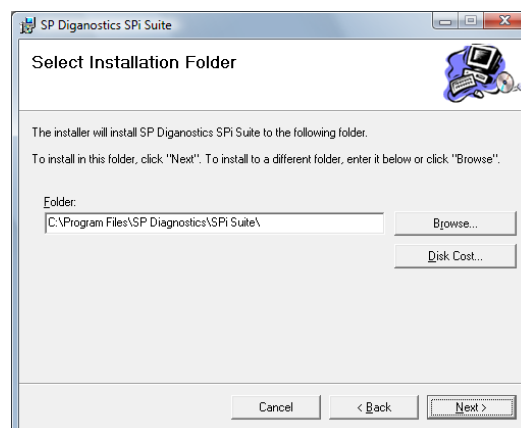 SP Diganostics SPi Suite
Select Installation Folder
The installer will install SP Diganostics SPi Suite to the following folder.
To install in this folder, click "Next". To install to a different folder, enter it below or click "Browse".
Folder:
C:\Program Files\SP Diagnostics\SPi Suite\
Browse...
Disk Cost...
Cancel
< Back
Next >